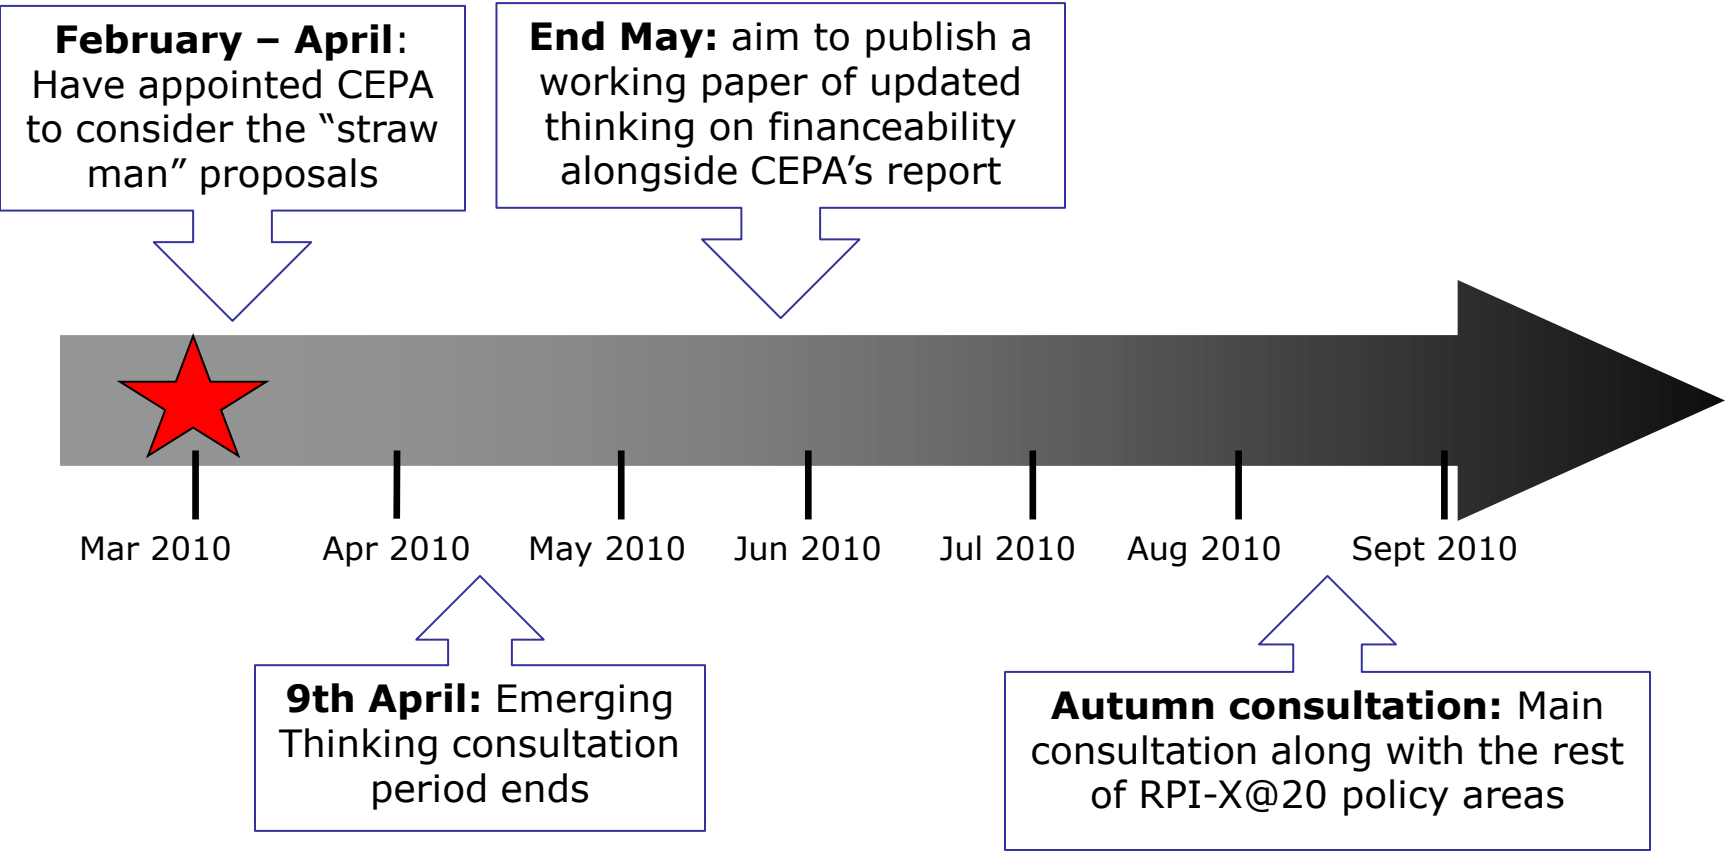 February – April:
Have appointed CEPA
to consider the “straw
man” proposals
End May: aim to publish a
working paper of updated
thinking on financeability
alongside CEPA’s report
Mar 2010
Apr 2010
May 2010
Jun 2010
Jul 2010
Aug 2010
Sept 2010
9th April: Emerging
Thinking consultation
period ends
Autumn consultation: Main
consultation along with the rest
of RPI-X@20 policy areas